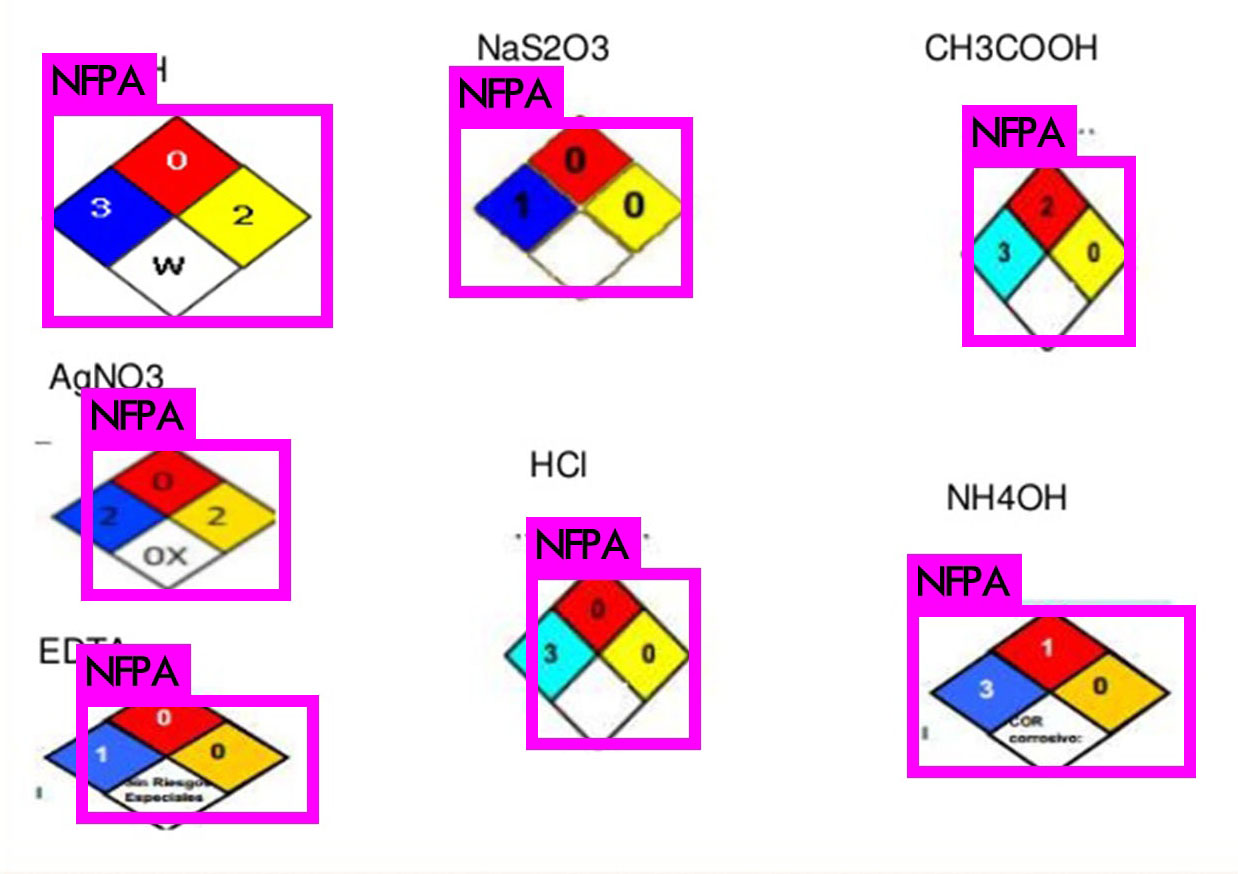 NaS2O3
CH3COOH
NFPA
H
NFPA
NFPA
0
3
2
W
0
1
0
2
3
0
AgNO3
NFPA
0
2
2
OX
HCl
NFPA
0
3
0
NH4OH
NFPA
1
3
0
COR
corrosivo:
NFPA
0
1
0
Sin Riesgos
Especiales